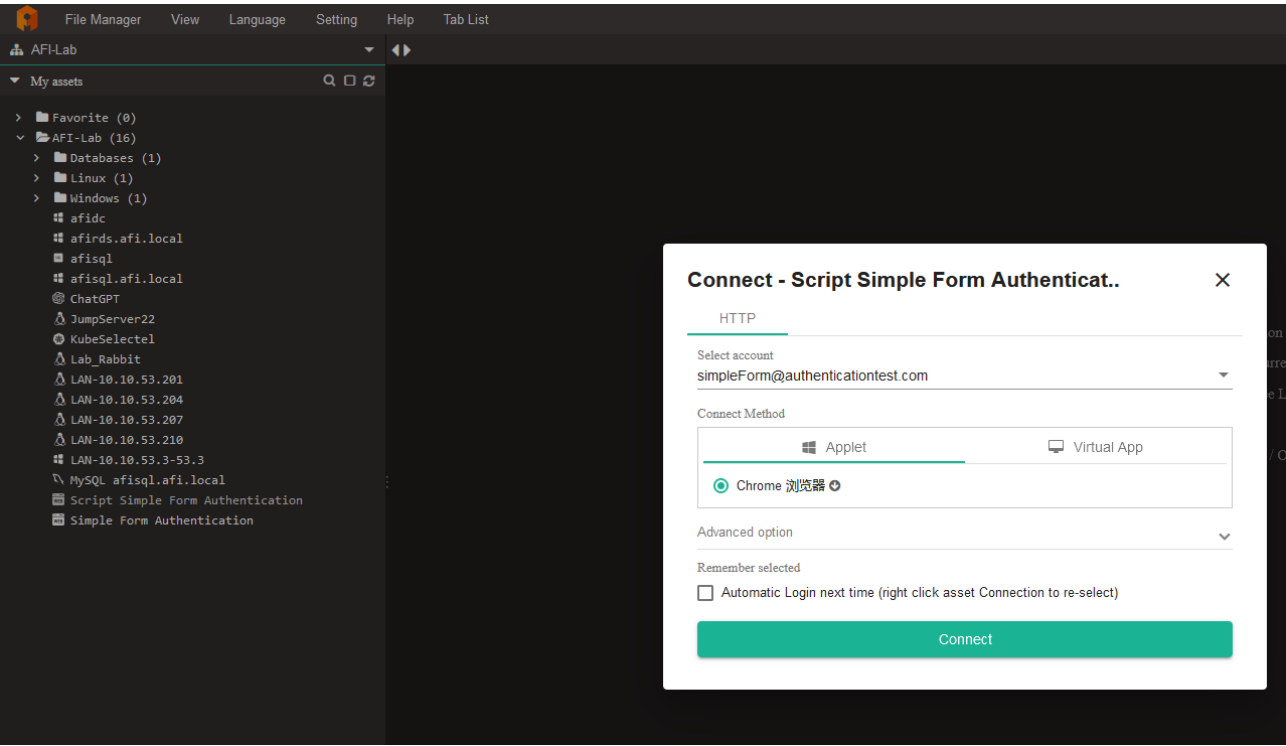 File Manager View Language Setting Help Tab List
AFI-Lab
My assets
Favorite (0)
AFI-Lab (16)
Databases (1)
Linux (1)
Windows (1)
afidc
afirds.afi.local
afisql
afisql.afi.local
ChatGPT
JumpServer22
KubeSelectel
Lab_Rabbit
LAN-10.10.53.201
LAN-10.10.53.204
LAN-10.10.53.207
LAN-10.10.53.210
LAN-10.10.53.3-53.3
MySQL afisql.afi.local
Script Simple Form Authentication
Simple Form Authentication
Connect - Script Simple Form Authenticat..
HTTP
Select account
simpleForm@authenticationtest.com
Connect Method
Applet Virtual App
Chrome 浏览器
Advanced option
Remember selected
Automatic Login next time (right click asset Connection to re-select)
Connect